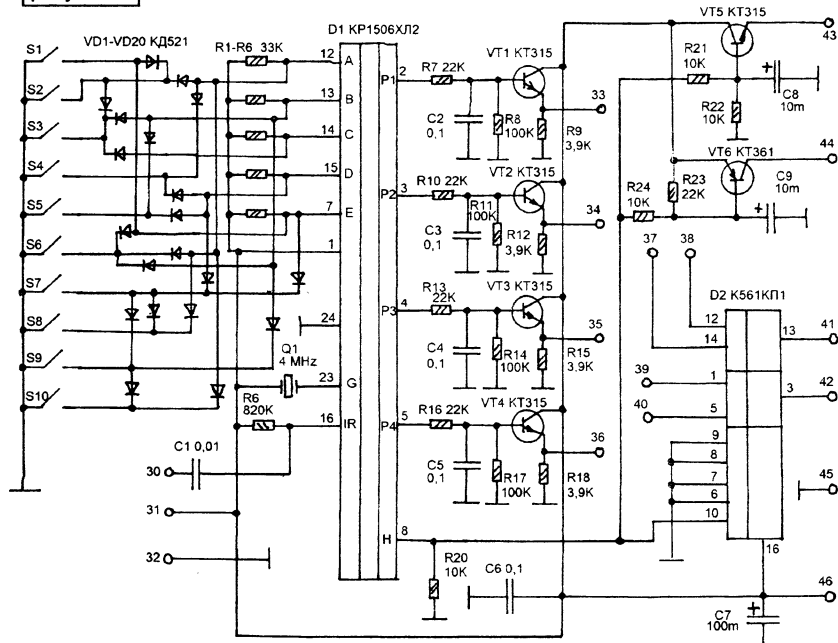 S1
S2
S3
S4
S5
S6
S7
S8
S9
S10
VD1-VD20 КД521
R1-R6 33K
D1 КР1506ХЛ2
12 A
13 B
14 C
15 D
7 E
1
24
23 G
16 IR
P1 2
P2 3
P3 4
P4 5
H 8
Q1
4 MHz
R6
820K
C1 0,01
30
31
32
R7 22K
VT1 КТ315
C2
0,1
R8
100K
R9
3,9K
33
R10 22K
VT2 КТ315
R11
100K
C3
0,1
R12
3,9K
34
R13
22K
VT3 КТ315
C4
0,1
R14
100K
R15
3,9K
35
R16 22K
VT4 КТ315
C5
0,1
R17
100K
R18
3,9K
36
R20
10K
C6 0,1
VT5 КТ315
43
R21
10K
R22
10K
+
C8
10m
VT6 КТ361
44
R23
22K
R24
10K
+
C9
10m
37
38
D2 К561КП1
12
14
1
5
9
8
7
6
10
13
3
16
39
40
41
42
45
46
+
C7
100m